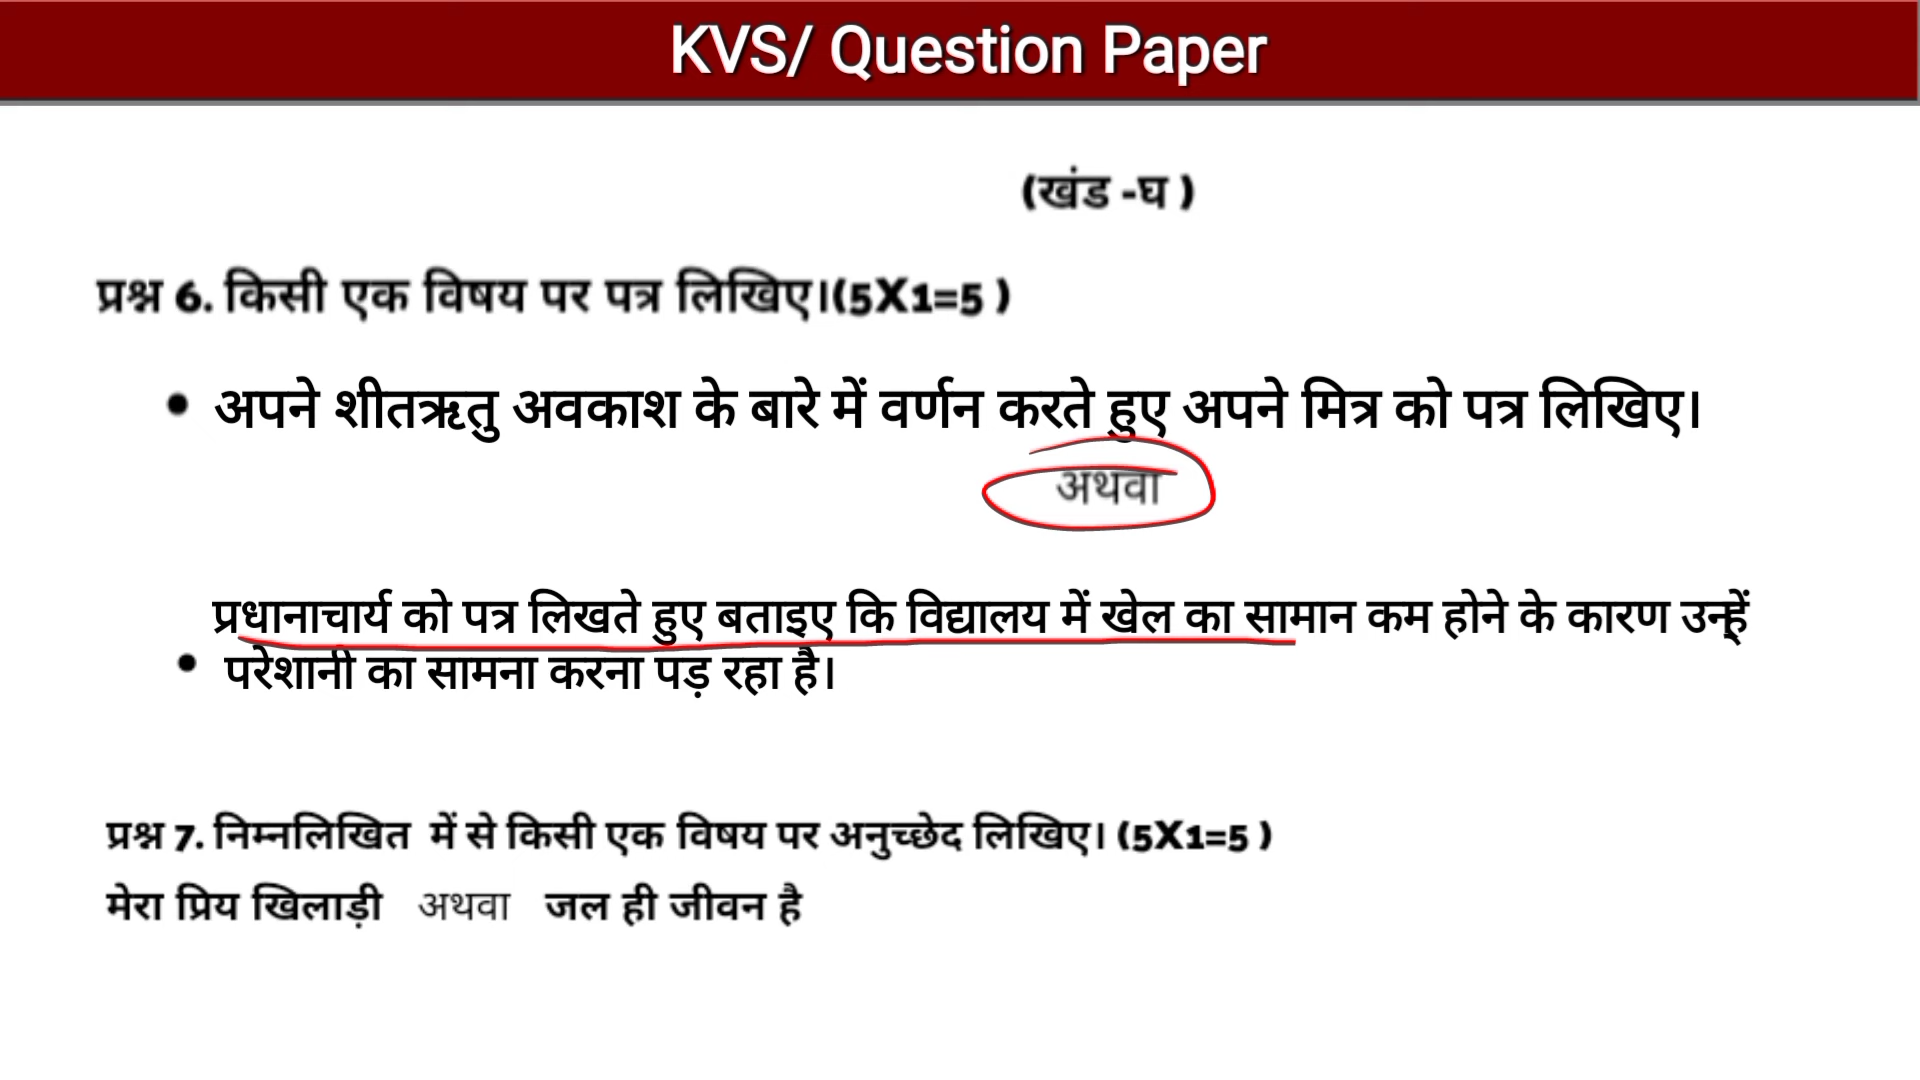 KVS/ Question Paper
(खंड -घ )
प्रश्न 6. किसी एक विषय पर पत्र लिखिए।(5X1=5 )
• अपने शीतऋतु अवकाश के बारे में वर्णन करते हुए अपने मित्र को पत्र लिखिए।
अथवा
प्रधानाचार्य को पत्र लिखते हुए बताइए कि विद्यालय में खेल का सामान कम होने के कारण उन्हें
• परेशानी का सामना करना पड़ रहा है।
प्रश्न 7. निम्नलिखित में से किसी एक विषय पर अनुच्छेद लिखिए। (5X1=5 )
मेरा प्रिय खिलाड़ी अथवा जल ही जीवन है